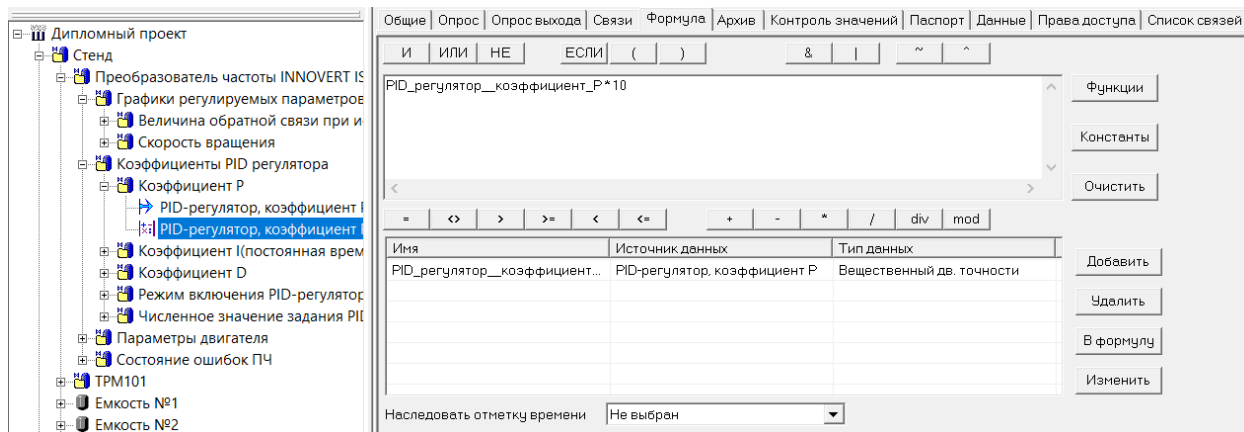 Дипломный проект
Стенд
Преобразователь частоты INNOVERT IS
Графики регулируемых параметров
Величина обратной связи при и
Скорость вращения
Коэффициенты PID регулятора
Коэффициент P
PID-регулятор, коэффициент P
PID-регулятор, коэффициент
Коэффициент I(постоянная врем
Коэффициент D
Режим включения PID-регулятор
Численное значение задания PI
Параметры двигателя
Состояние ошибок ПЧ
ТРМ101
Емкость №1
Емкость №2
Общие Опрос Опрос выхода Связи Формула Архив Контроль значений Паспорт Данные Права доступа Список связей
И ИЛИ НЕ ЕСЛИ ( ) & | ~ ^
PID_регулятор__коэффициент_P*10
Функции
Константы
Очистить
= <> > >= < <= + - * / div mod
Имя Источник данных Тип данных
PID_регулятор__коэффициент... PID-регулятор, коэффициент P Вещественный дв. точности
Добавить
Удалить
В формулу
Изменить
Наследовать отметку времени Не выбран